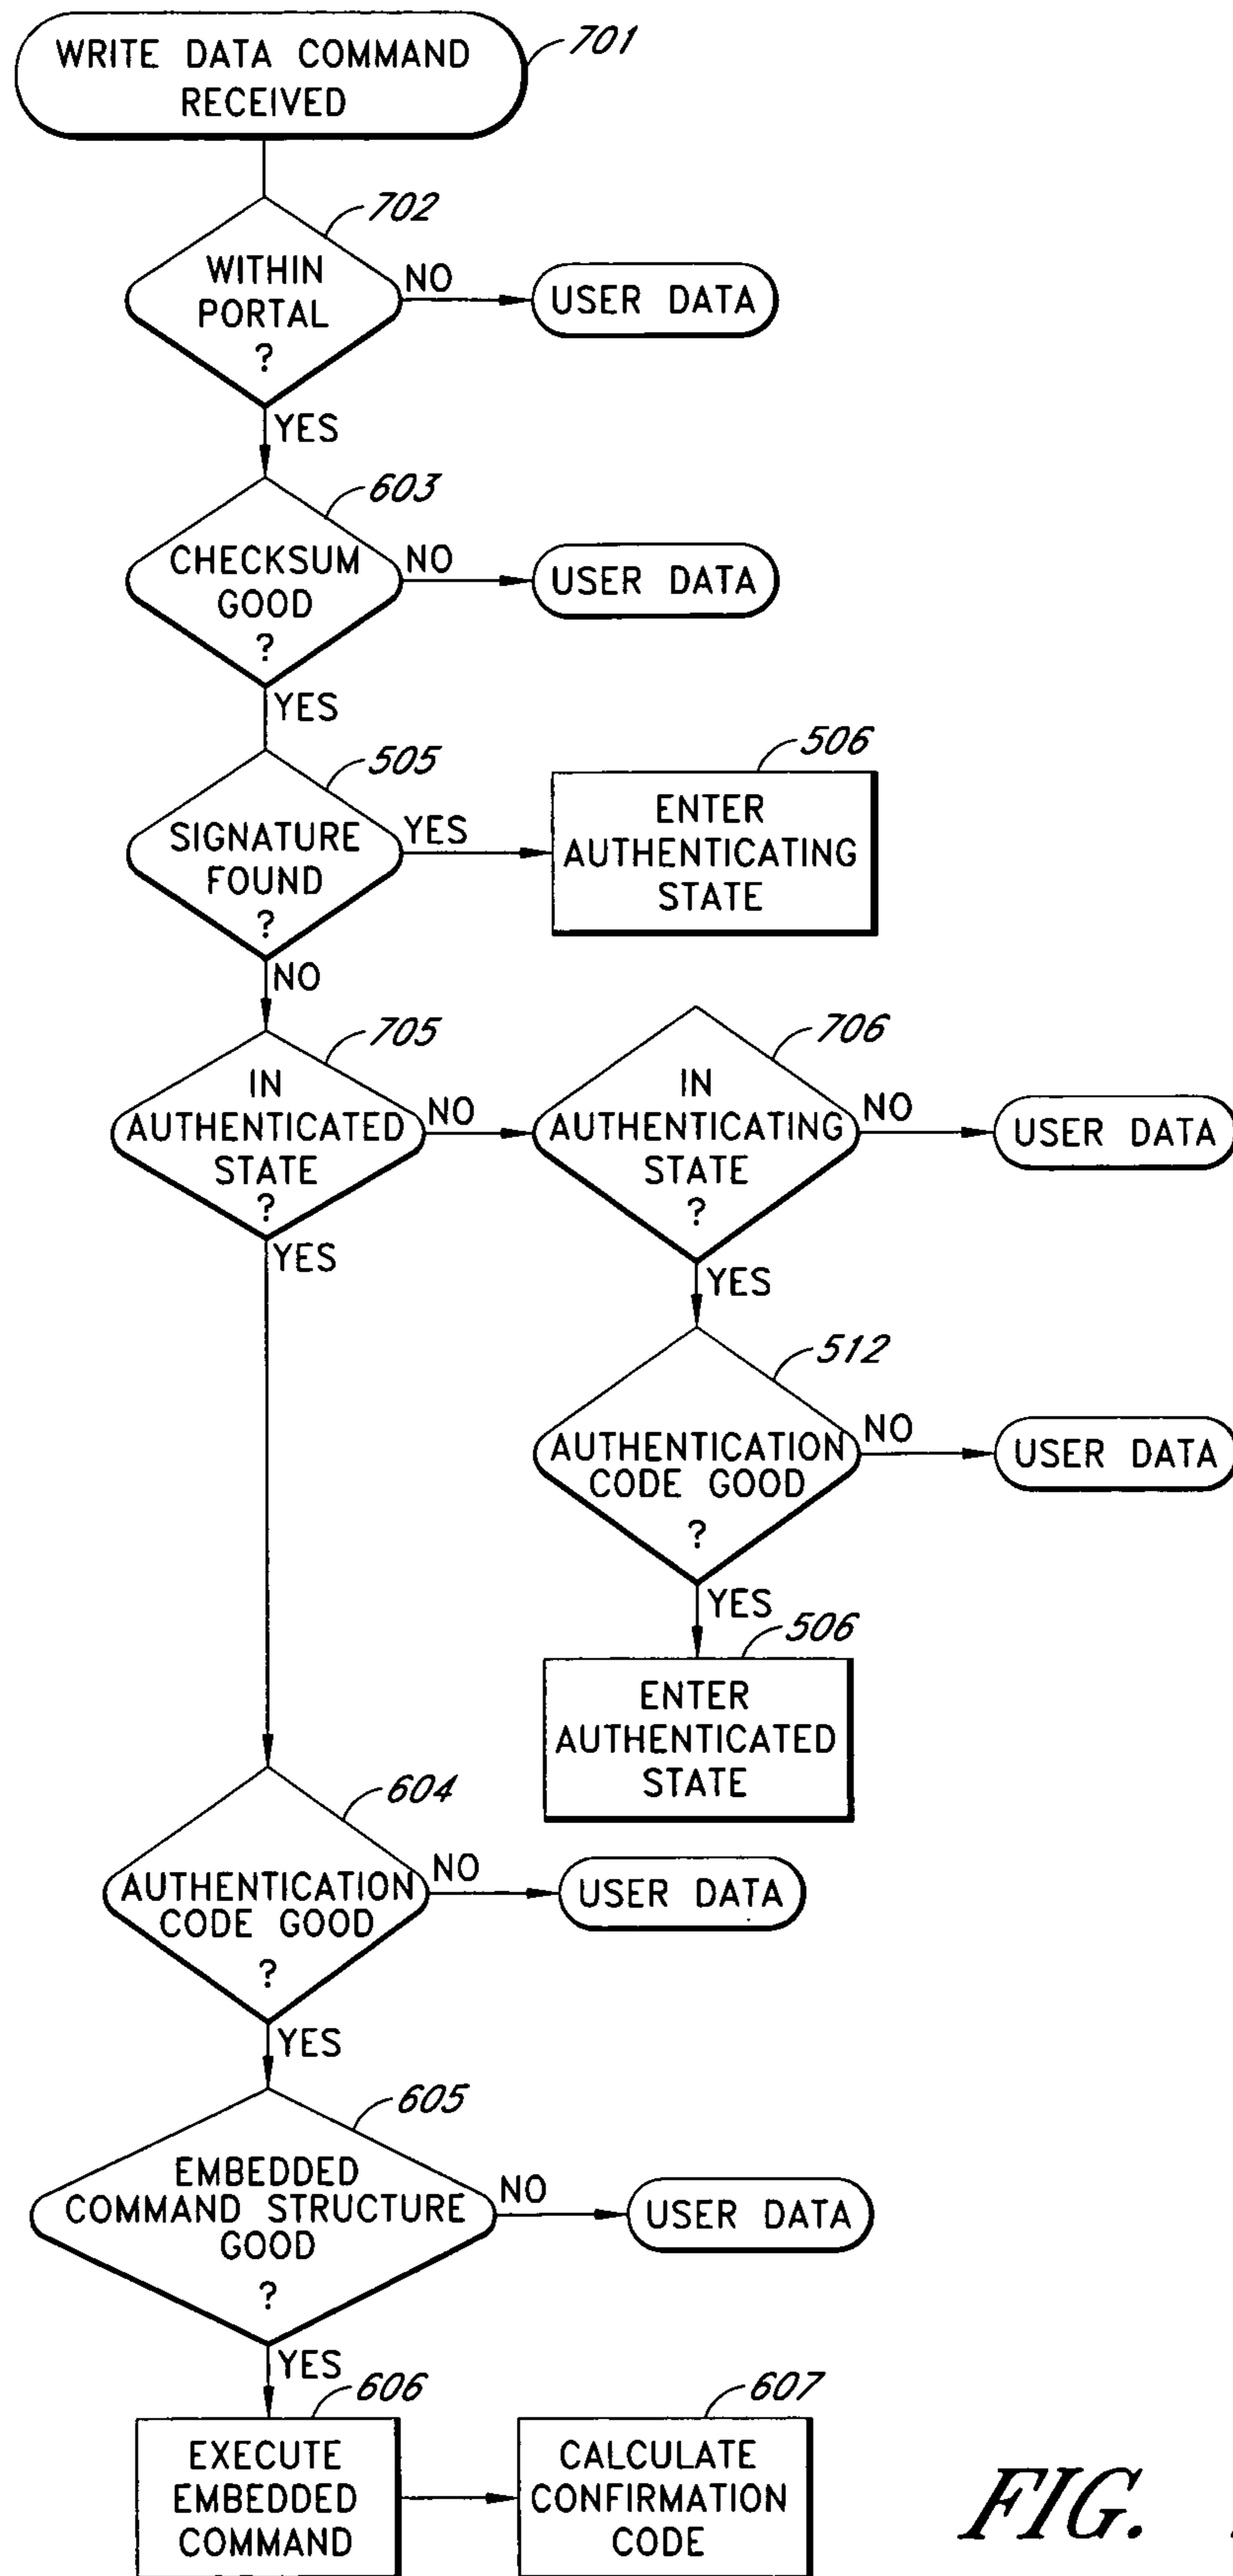 WRITE DATA COMMAND
RECEIVED
701
702
WITHIN
PORTAL
?
NO
USER DATA
YES
603
CHECKSUM
GOOD
?
NO
USER DATA
YES
505
SIGNATURE
FOUND
?
YES
506
ENTER
AUTHENTICATING
STATE
NO
705
IN
AUTHENTICATED
STATE
?
NO
706
IN
AUTHENTICATING
STATE
?
NO
USER DATA
YES
YES
512
AUTHENTICATION
CODE GOOD
?
NO
USER DATA
YES
506
ENTER
AUTHENTICATED
STATE
604
AUTHENTICATION
CODE GOOD
?
NO
USER DATA
YES
605
EMBEDDED
COMMAND STRUCTURE
GOOD
?
NO
USER DATA
YES
606
EXECUTE
EMBEDDED
COMMAND
607
CALCULATE
CONFIRMATION
CODE
FIG.